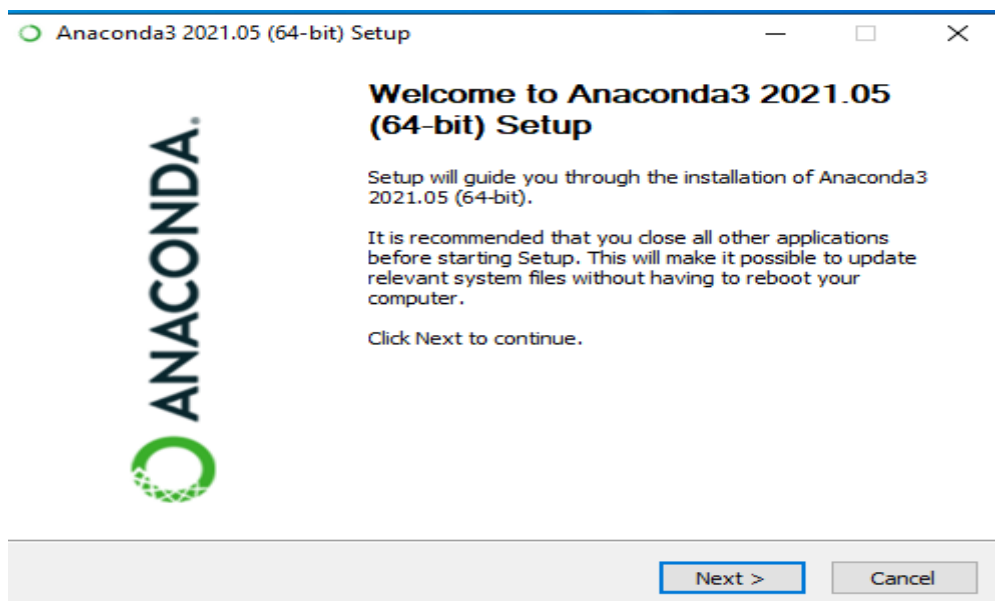 Anaconda3 2021.05 (64-bit) Setup
Welcome to Anaconda3 2021.05
(64-bit) Setup
Setup will guide you through the installation of Anaconda3
2021.05 (64-bit).
It is recommended that you close all other applications
before starting Setup. This will make it possible to update
relevant system files without having to reboot your
computer.
Click Next to continue.
ANACONDA.
Next >
Cancel